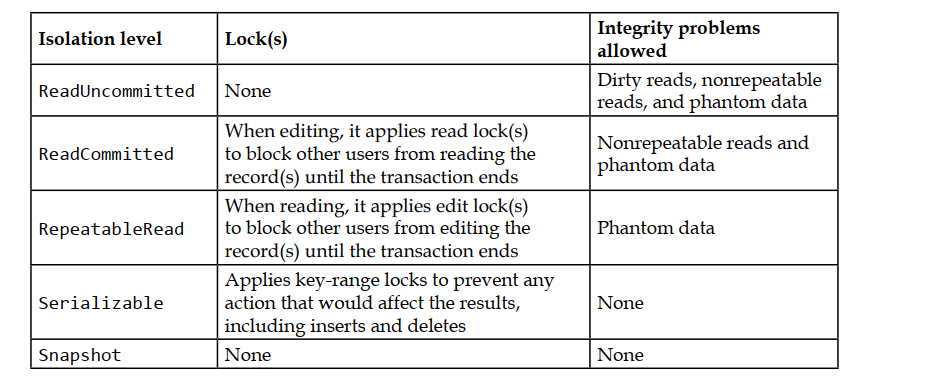 Isolation level
Lock(s)
Integrity problems
allowed
ReadUncommitted
None
Dirty reads, nonrepeatable
reads, and phantom data
ReadCommitted
When editing, it applies read lock(s)
to block other users from reading the
record(s) until the transaction ends
Nonrepeatable reads and
phantom data
RepeatableRead
When reading, it applies edit lock(s)
to block other users from editing the
record(s) until the transaction ends
Phantom data
Serializable
Applies key-range locks to prevent any
action that would affect the results,
including inserts and deletes
None
Snapshot
None
None